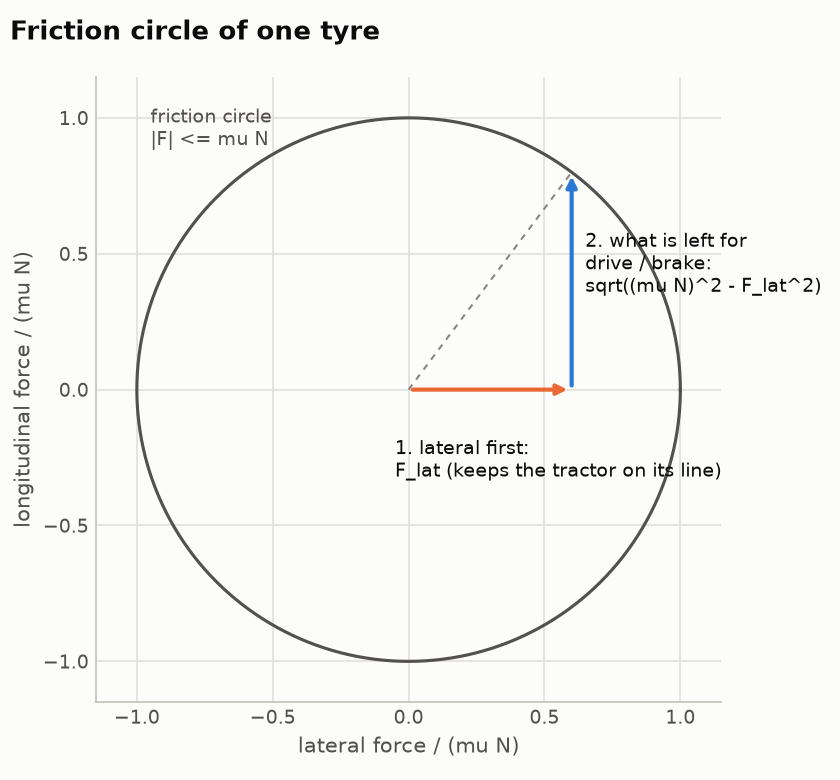 Friction circle of one tyre
friction circle
|F| <= mu N
2. what is left for
drive / brake:
sqrt((mu N)^2 - F_lat^2)
1. lateral first:
F_lat (keeps the tractor on its line)
longitudinal force / (mu N)
1.0
0.5
0.0
−0.5
−1.0
−1.0
−0.5
0.0
0.5
1.0
lateral force / (mu N)